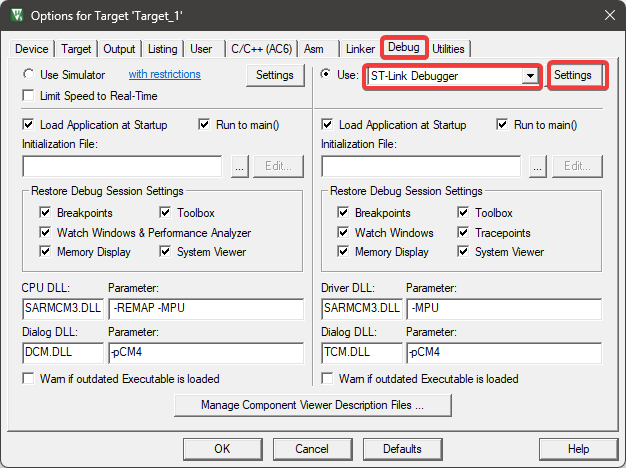 Options for Target 'Target_1'
Device Target Output Listing User C/C++ (AC6) Asm Linker Debug Utilities
Use Simulator with restrictions Settings
Limit Speed to Real-Time
Use: ST-Link Debugger Settings
Load Application at Startup Run to main()
Initialization File:
... Edit...
Restore Debug Session Settings
Breakpoints Toolbox
Watch Windows & Performance Analyzer
Memory Display System Viewer
CPU DLL: Parameter:
SARMCM3.DLL -REMAP -MPU
Dialog DLL: Parameter:
DCM.DLL -pCM4
Warn if outdated Executable is loaded
Load Application at Startup Run to main()
Initialization File:
... Edit...
Restore Debug Session Settings
Breakpoints Toolbox
Watch Windows Tracepoints
Memory Display System Viewer
Driver DLL: Parameter:
SARMCM3.DLL -MPU
Dialog DLL: Parameter:
TCM.DLL -pCM4
Warn if outdated Executable is loaded
Manage Component Viewer Description Files ...
OK Cancel Defaults Help